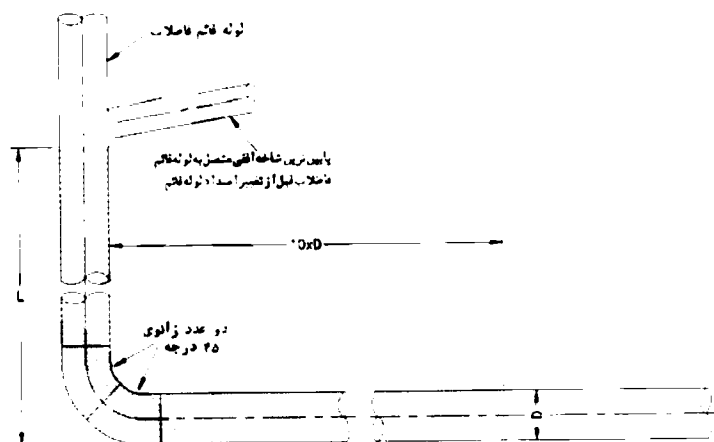 لوله قائم فاضلاب
پایین ترین شاخه افقی متصل به لوله قائم
فاضلاب قبل از تغییر امتداد لوله قائم
10xD
L
دو عدد زانوی
۴۵ درجه
D